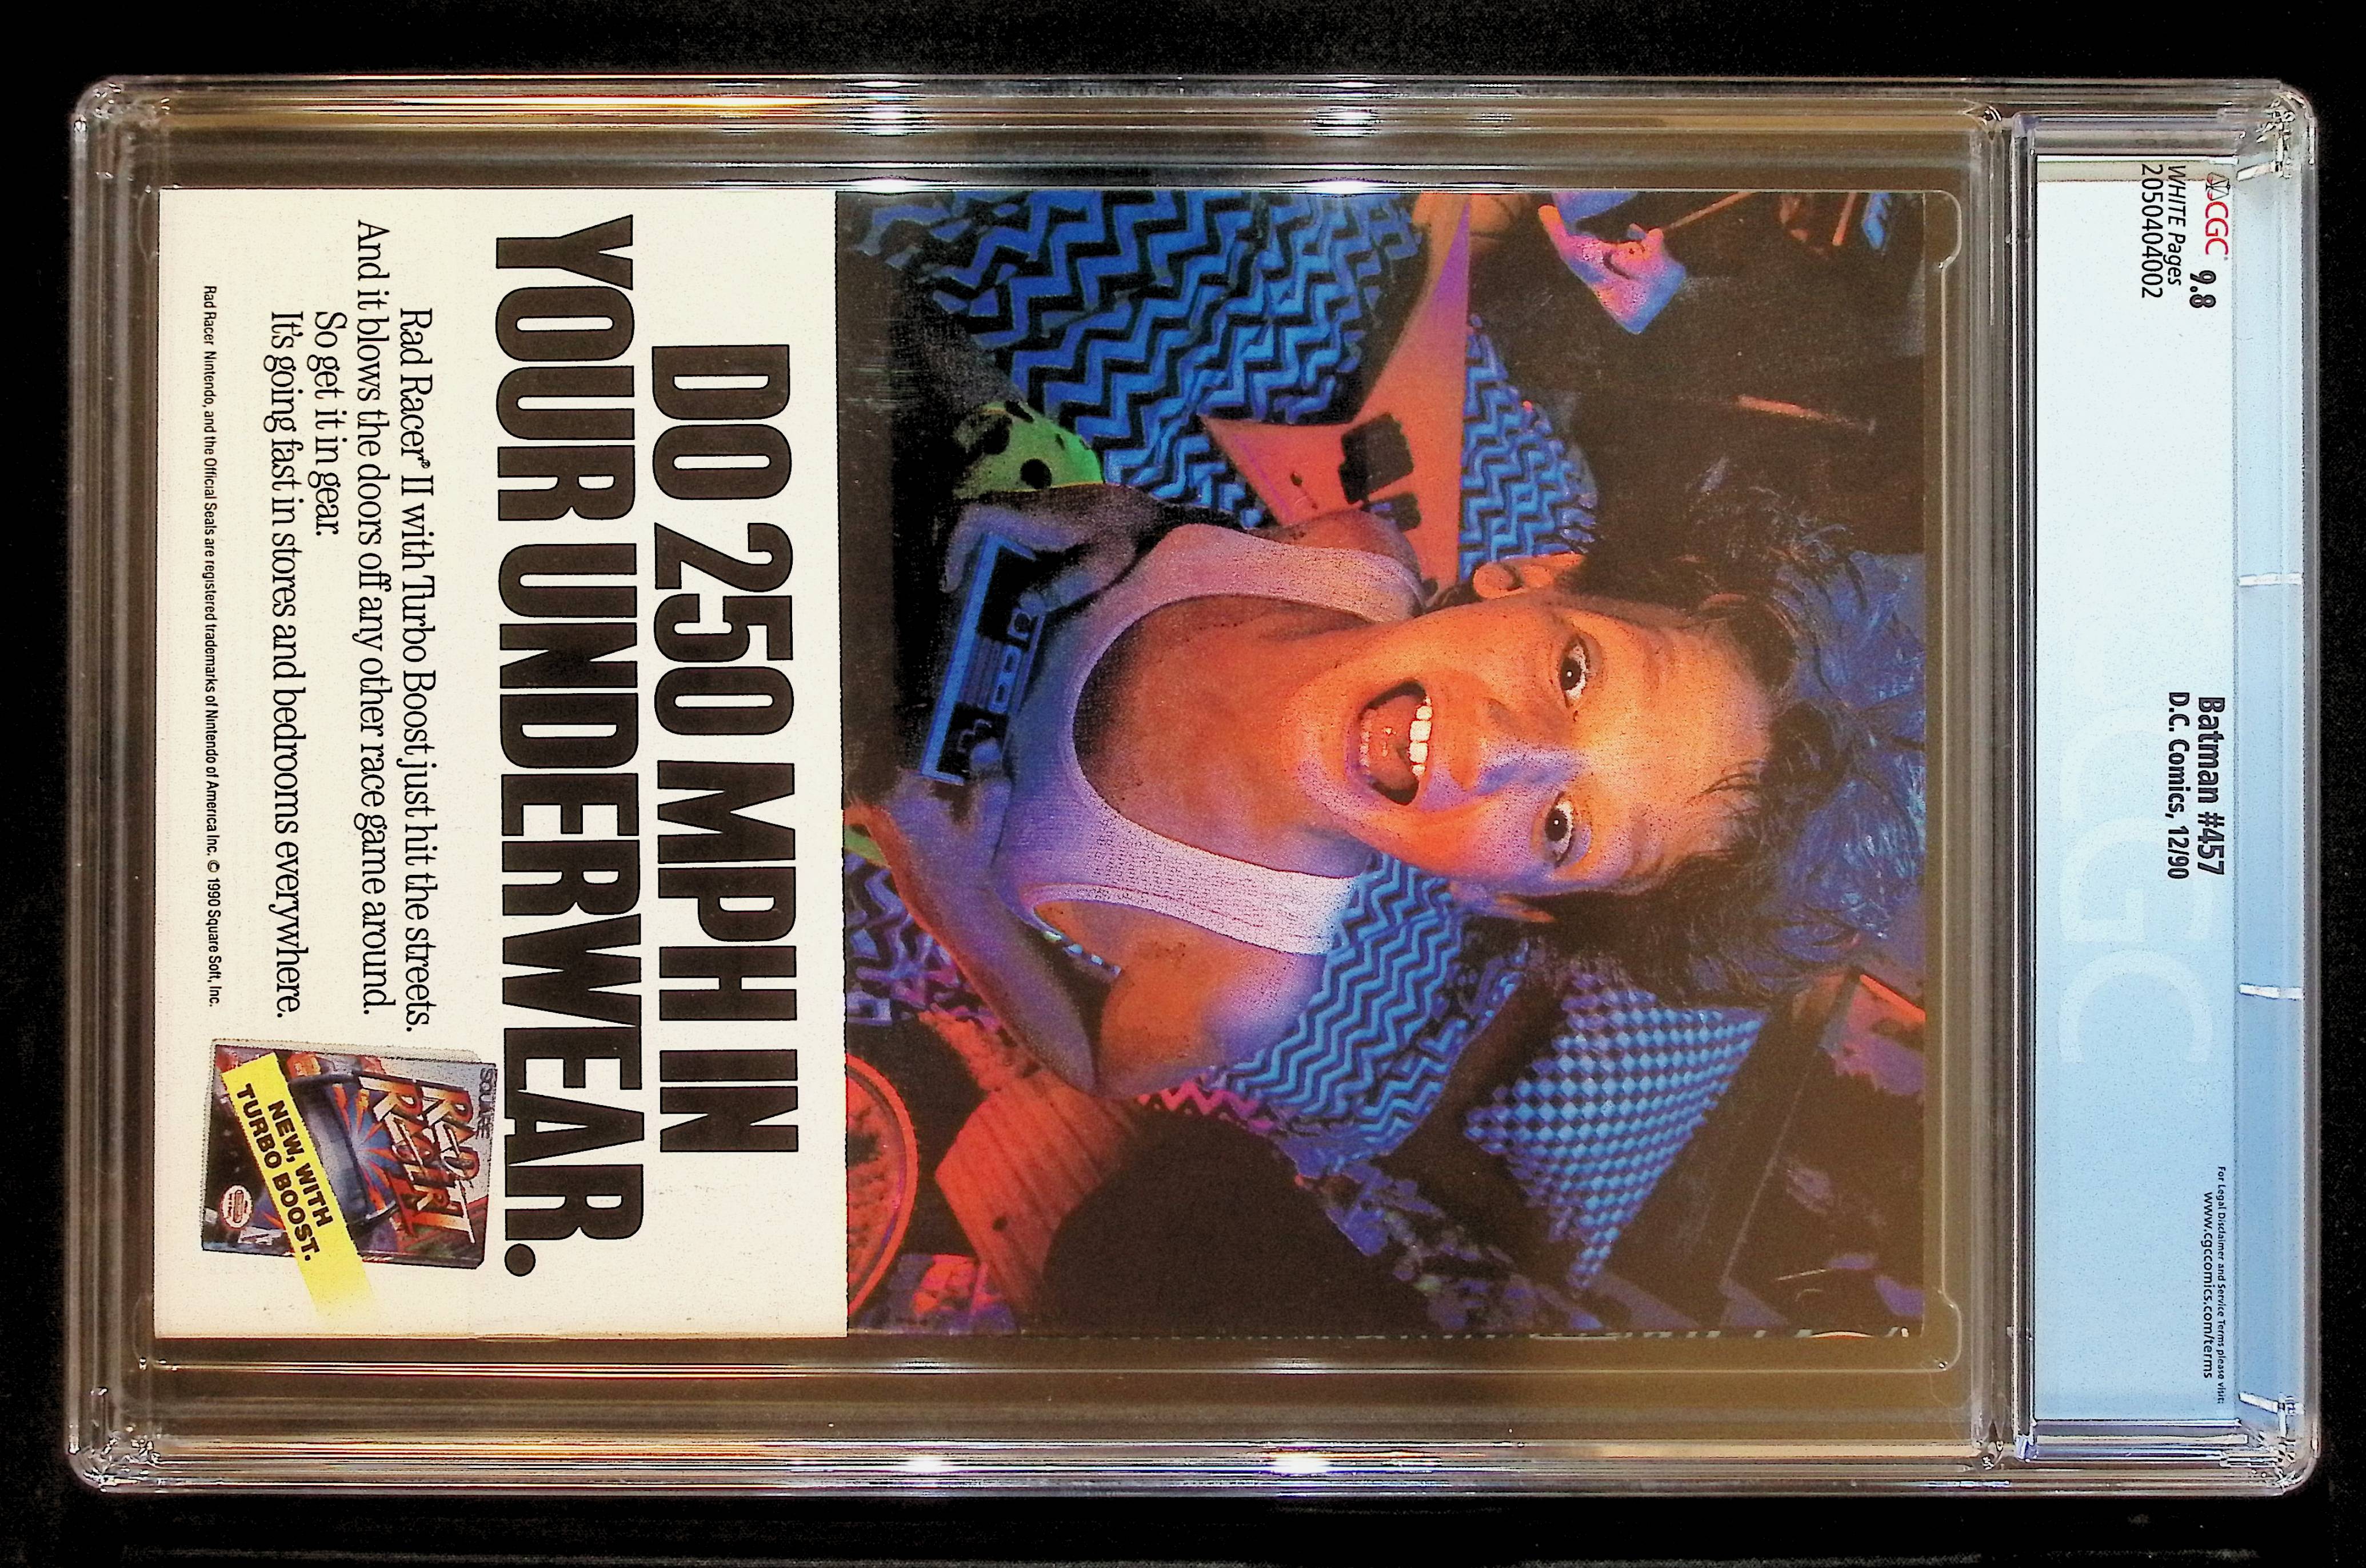 CGC 9.8
WHITE Pages
2050404002
Batman #457
D.C. Comics, 12/90
For Legal Disclaimer and Service Terms please visit:
www.cgccomics.com/terms
CGC
DO 250 MPH IN
YOUR UNDERWEAR.
Rad Racer® II with Turbo Boost just hit the streets.
And it blows the doors off any other race game around.
So get it in gear.
It's going fast in stores and bedrooms everywhere.
Rad Racer Nintendo, and the Official Seals are registered trademarks of Nintendo of America Inc. © 1990 Square Soft, Inc.
SQUARE
RAD
RACER II
NEW, WITH
TURBO BOOST.